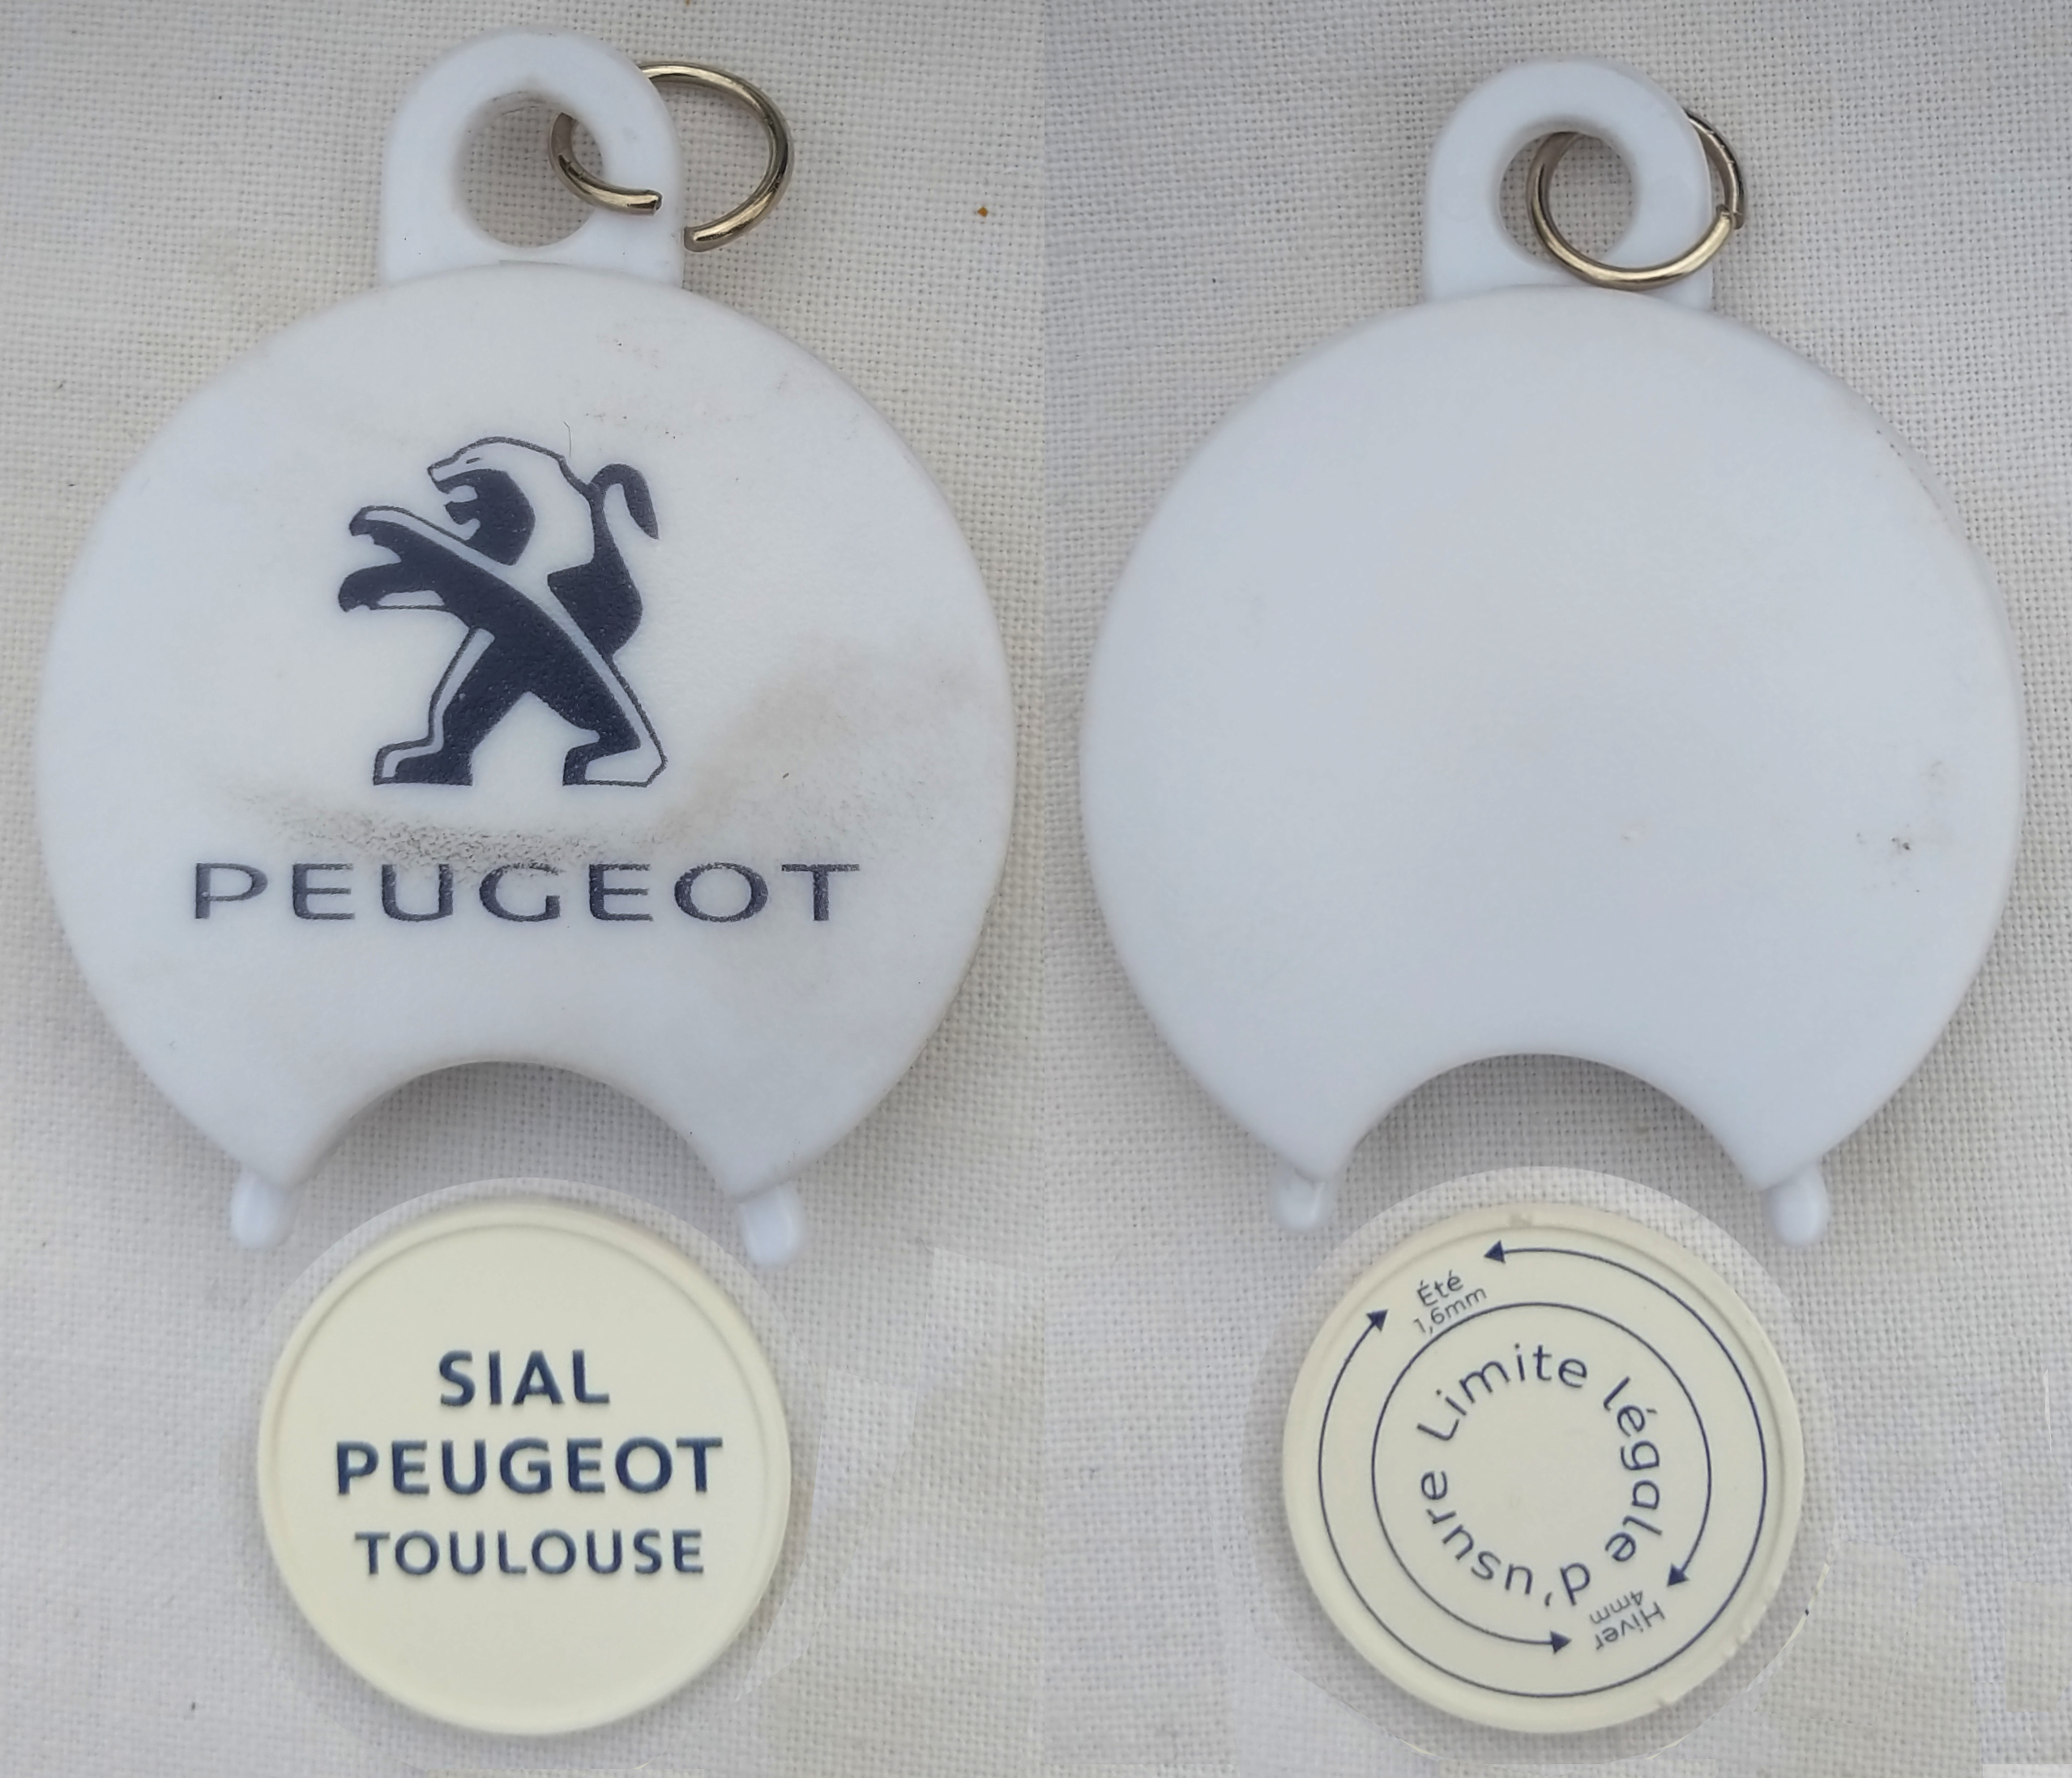 PEUGEOT
SIAL
PEUGEOT
TOULOUSE
Été
1,6mm
Limite légale d'usure
Hiver
4mm